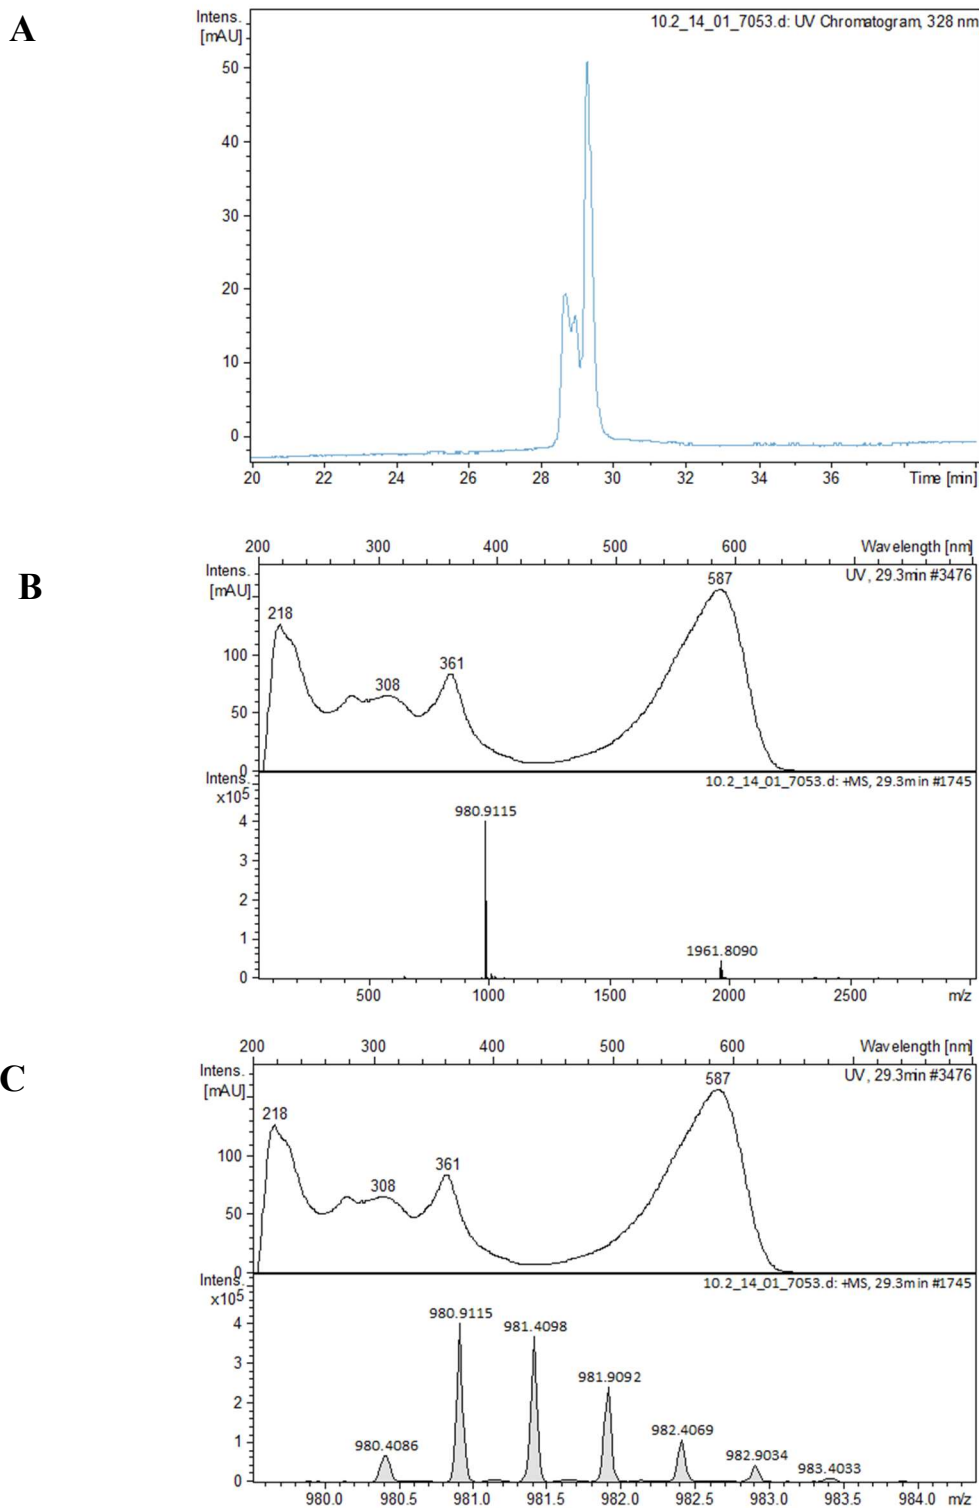 A
Intens.
[mAU]
10.2_14_01_7053.d: UV Chromatogram, 328 nm
50
40
30
20
10
0
20 22 24 26 28 30 32 34 36 Time [min]
B
200 300 400 500 600 Wavelength [nm]
Intens.
[mAU]
UV, 29.3min #3476
587
218
100
361
308
50
0
Intens.
x10⁵
10.2_14_01_7053.d: +MS, 29.3min #1745
980.9115
4
3
2
1
1961.8090
0
500 1000 1500 2000 2500 m/z
C
200 300 400 500 600 Wavelength [nm]
Intens.
[mAU]
UV, 29.3min #3476
587
218
100
361
308
50
0
Intens.
x10⁵
10.2_14_01_7053.d: +MS, 29.3min #1745
980.9115
4
981.4098
3
981.9092
2
982.4069
1
980.4086
982.9034
983.4033
0
980.0 980.5 981.0 981.5 982.0 982.5 983.0 983.5 984.0 m/z